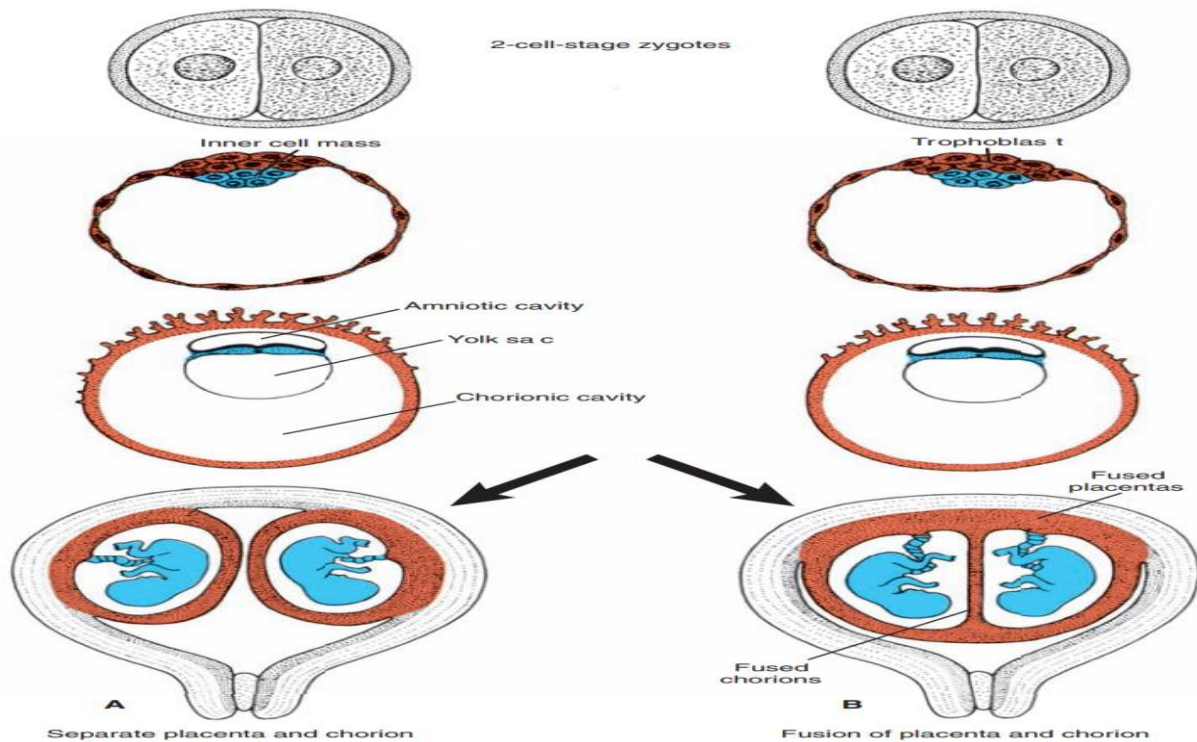 2-cell-stage zygotes
Inner cell mass
Trophoblas t
Amniotic cavity
Yolk sa c
Chorionic cavity
Fused
placentas
Fused
chorions
A
B
Separate placenta and chorion
Fusion of placenta and chorion